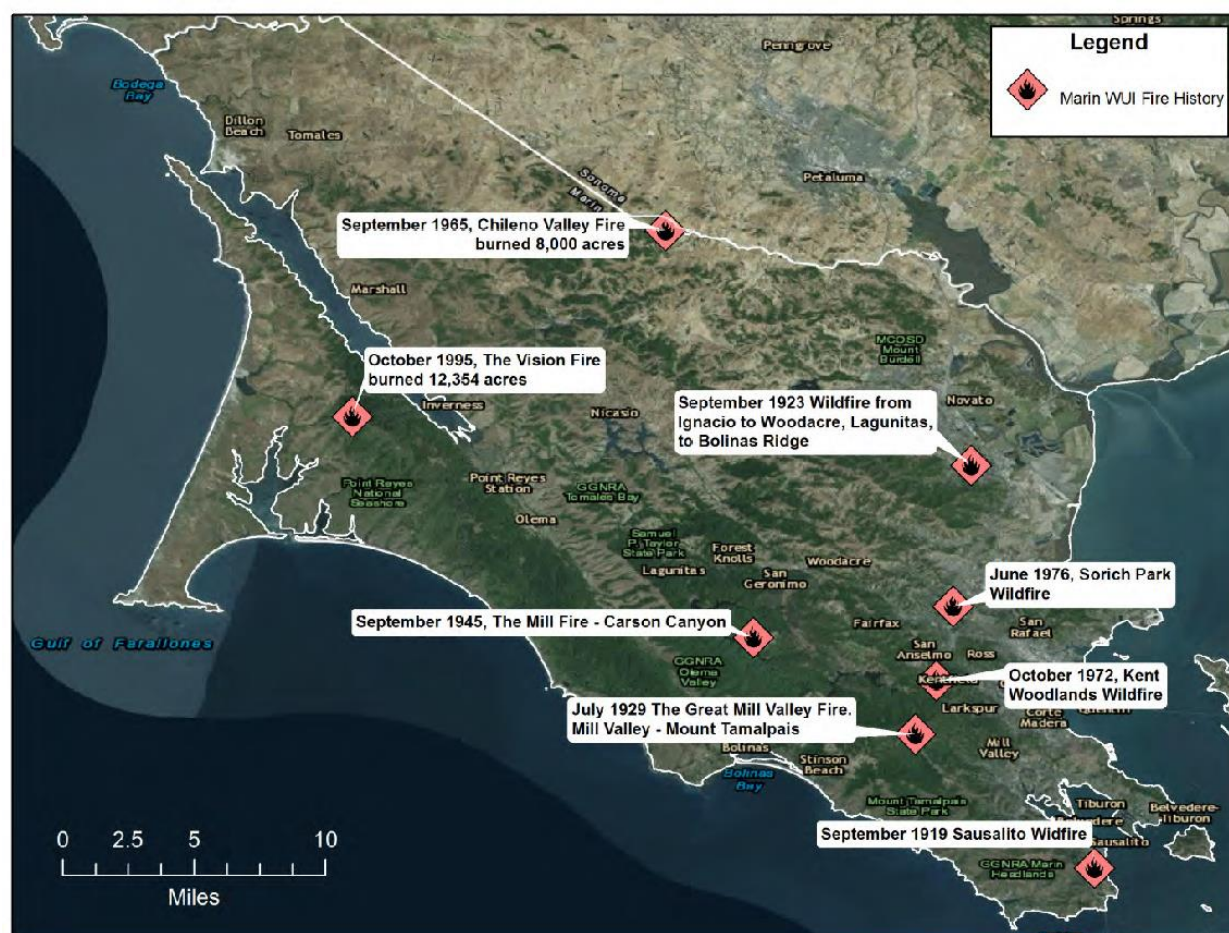 Springs
Penngrove
Legend
Marin WUI Fire History
Bodega
Bay
Dillon
Beach
Tomales
Petaluma
Sonoma
Marin
September 1965, Chileno Valley Fire
burned 8,000 acres
Marshall
MCOSD
Mount
Burdell
October 1995, The Vision Fire
burned 12,354 acres
Inverness
Nicasio
September 1923 Wildfire from
Ignacio to Woodacre, Lagunitas,
to Bolinas Ridge
Novato
Point Reyes
National
Seashore
Point Reyes
Station
GGNRA
Tomales Bay
Olema
Samuel
P. Taylor
State Park
Forest
Knolls
Lagunitas
San
Geronimo
Woodacre
June 1976, Sorich Park
Wildfire
September 1945, The Mill Fire - Carson Canyon
Fairfax
San
Rafael
San
Anselmo
Ross
Gulf of Farallones
GGNRA
Olema
Valley
Kentfield
October 1972, Kent
Woodlands Wildfire
Larkspur
Corte
Madera
Quentin
July 1929 The Great Mill Valley Fire.
Mill Valley - Mount Tamalpais
Mill
Valley
Bolinas
Stinson
Beach
Bolinas
Bay
Mount Tamalpais
State Park
Tiburon
Belvedere
Belvedere-
Tiburon
September 1919 Sausalito Widfire
Sausalito
GGNRA Marin
Headlands
0 2.5 5 10
Miles